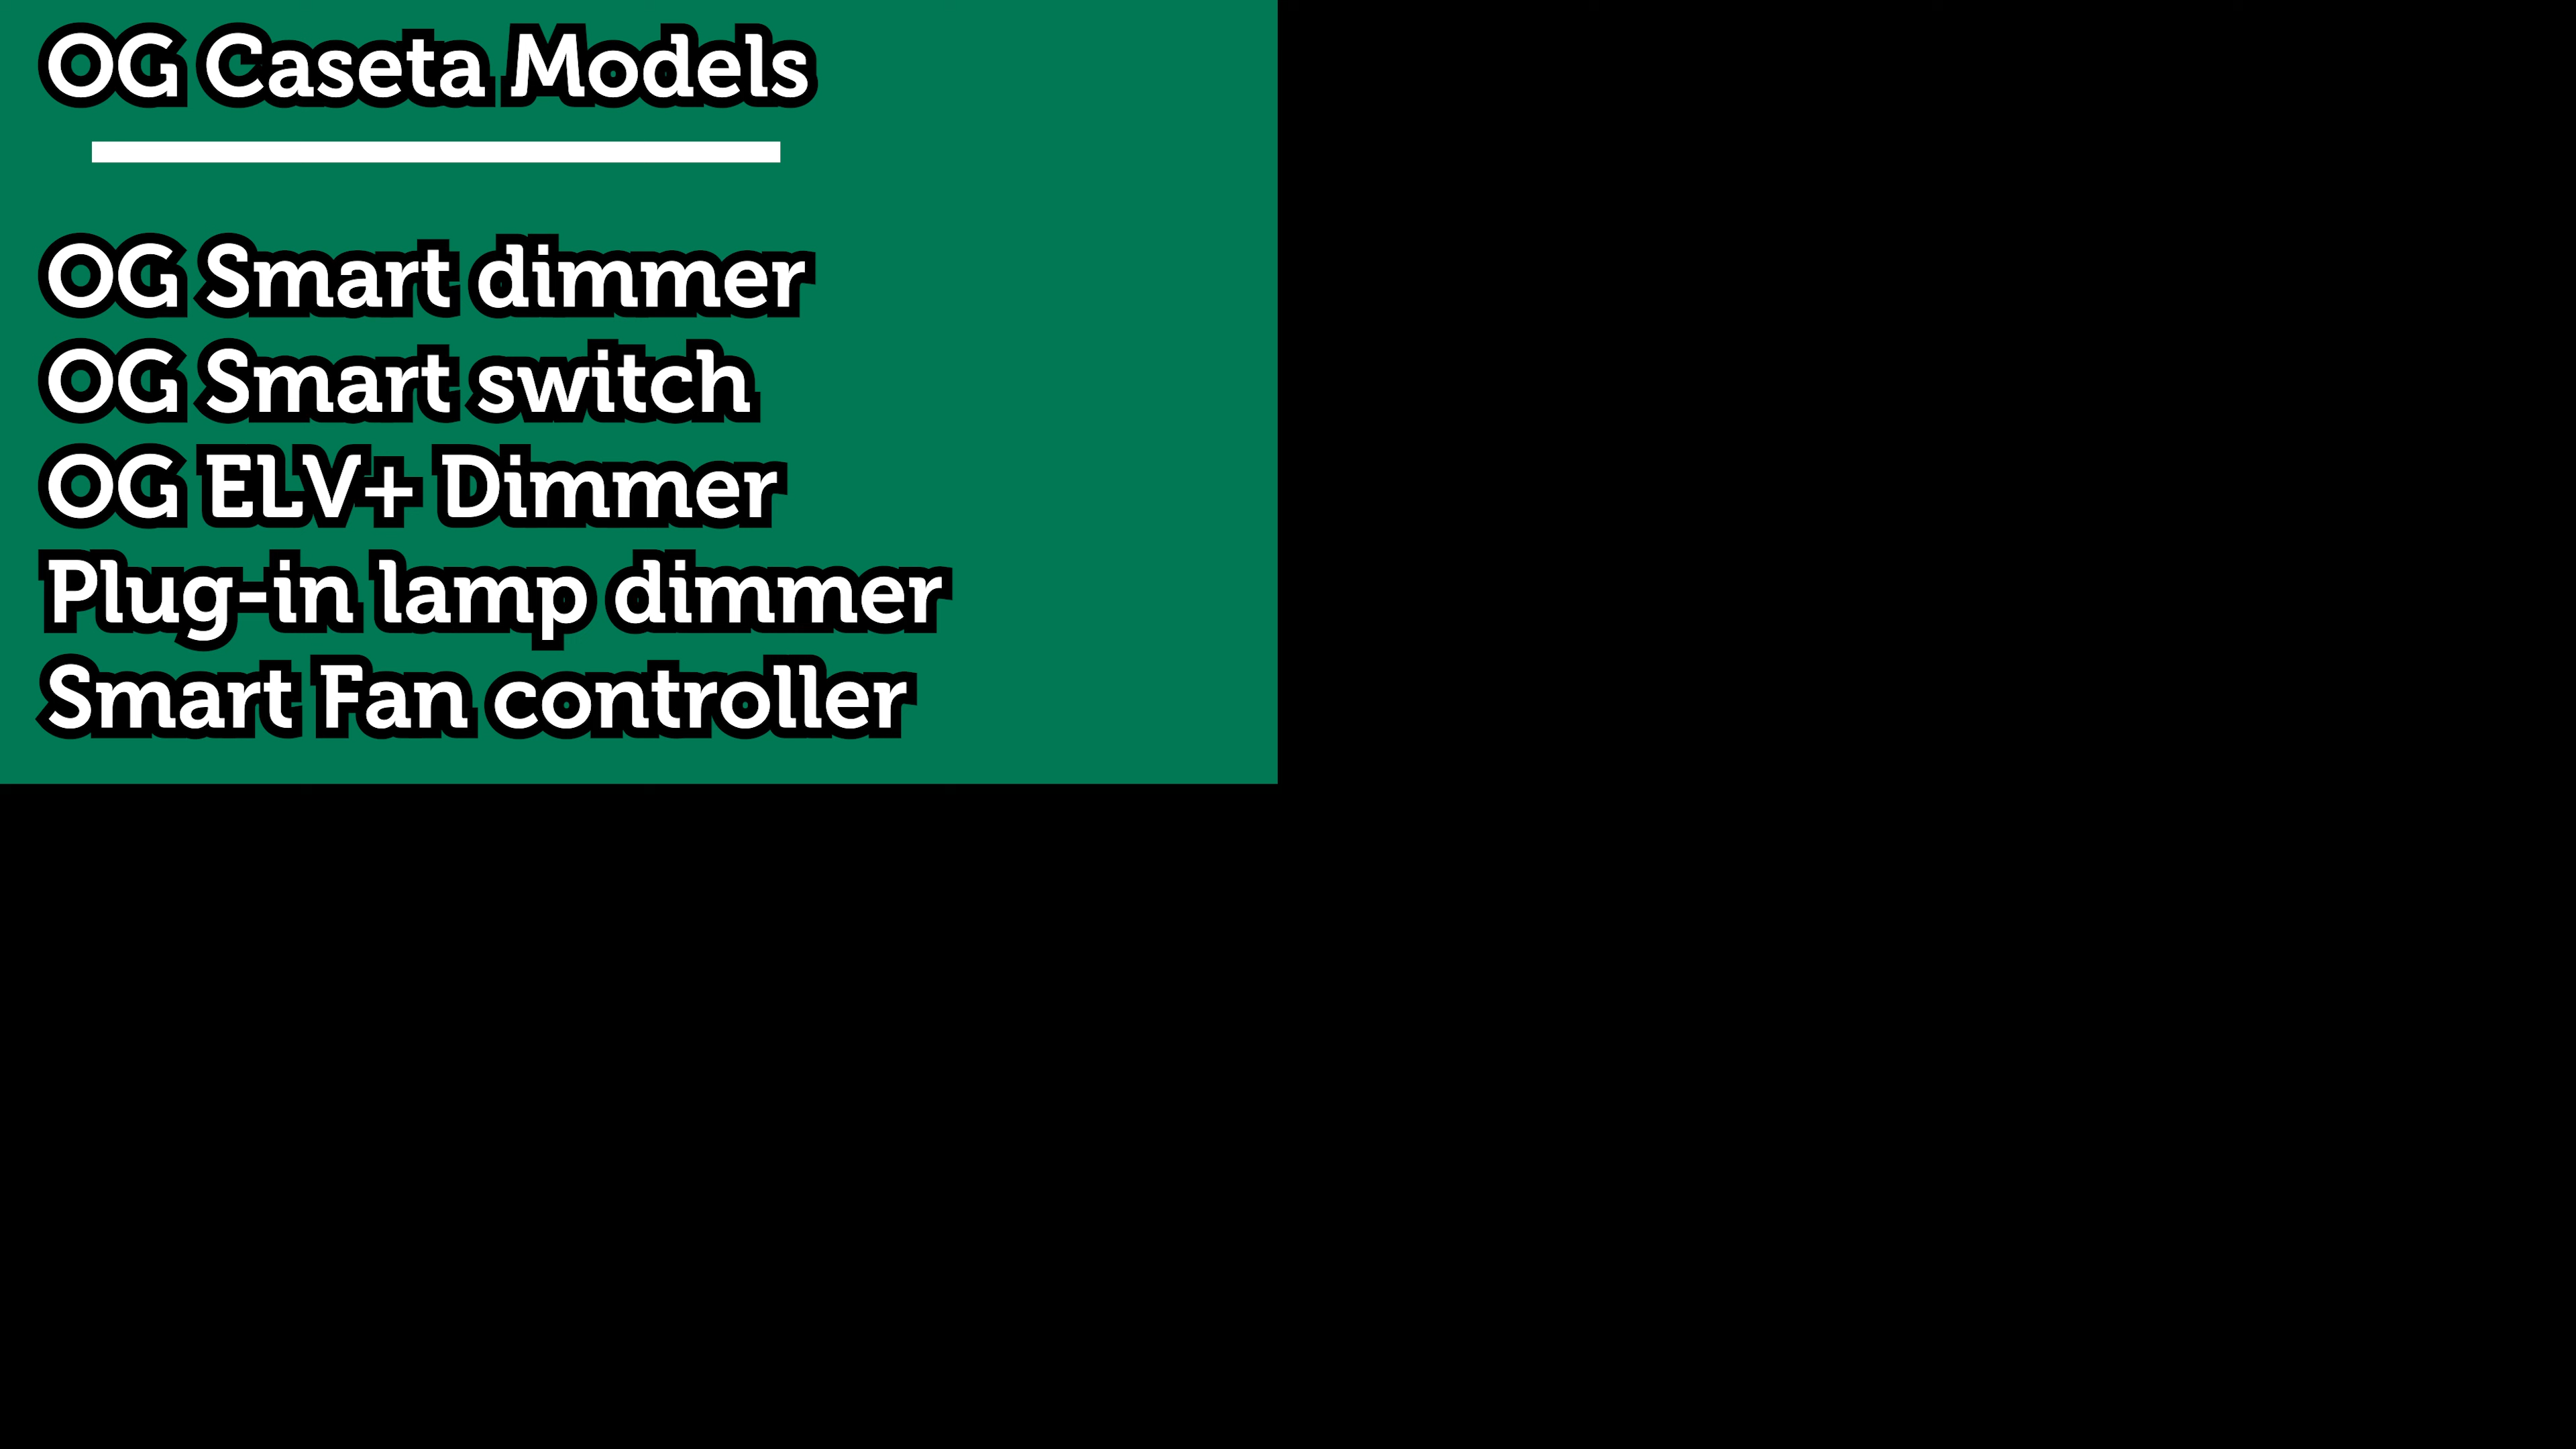 OG Caseta Models
OG Smart dimmer
OG Smart switch
OG ELV+ Dimmer
Plug-in lamp dimmer
Smart Fan controller